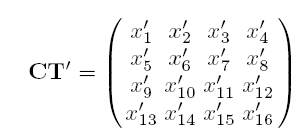 CT′ = ( x′₁ x′₂ x′₃ x′₄
x′₅ x′₆ x′₇ x′₈
x′₉ x′₁₀ x′₁₁ x′₁₂
x′₁₃ x′₁₄ x′₁₅ x′₁₆ )